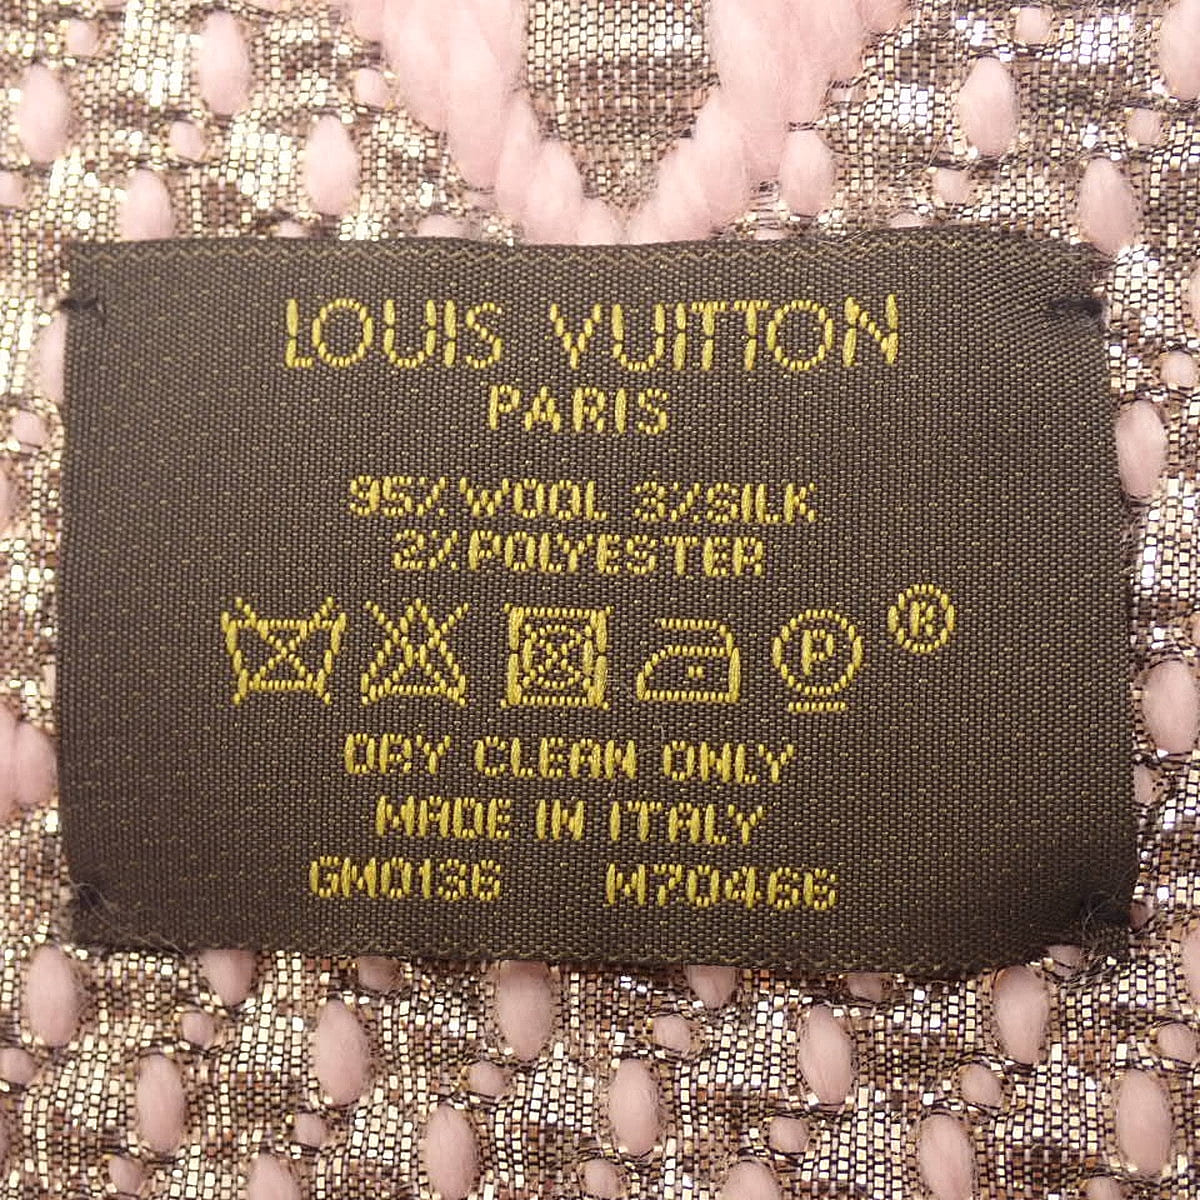 LOUIS VUITTON
PARIS
95% WOOL 3% SILK
2% POLYESTER
P ®
DRY CLEAN ONLY
MADE IN ITALY
GM0136 M70466